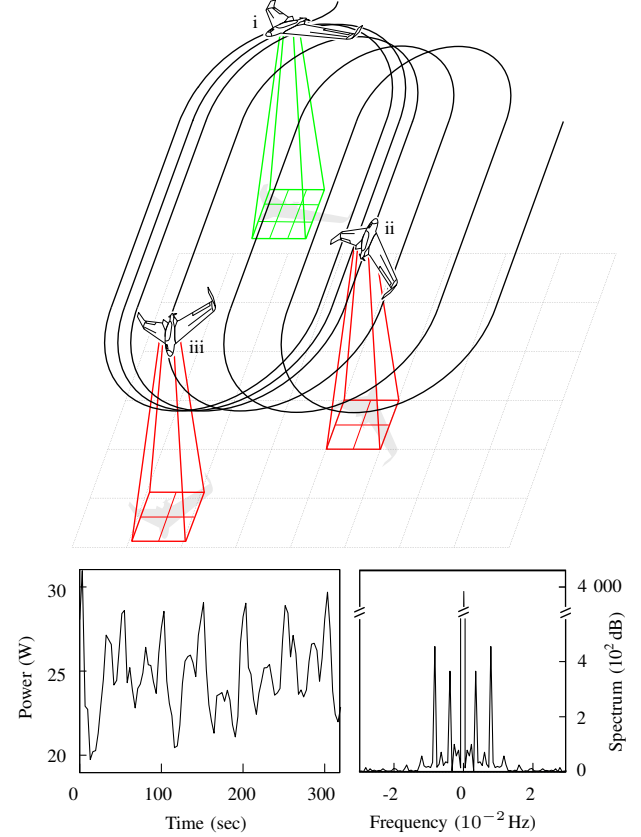 i
ii
iii
30
25
20
Power (W)
0
100
200
300
Time (sec)
4 000
4
2
0
Spectrum (10² dB)
-2
0
2
Frequency (10⁻² Hz)